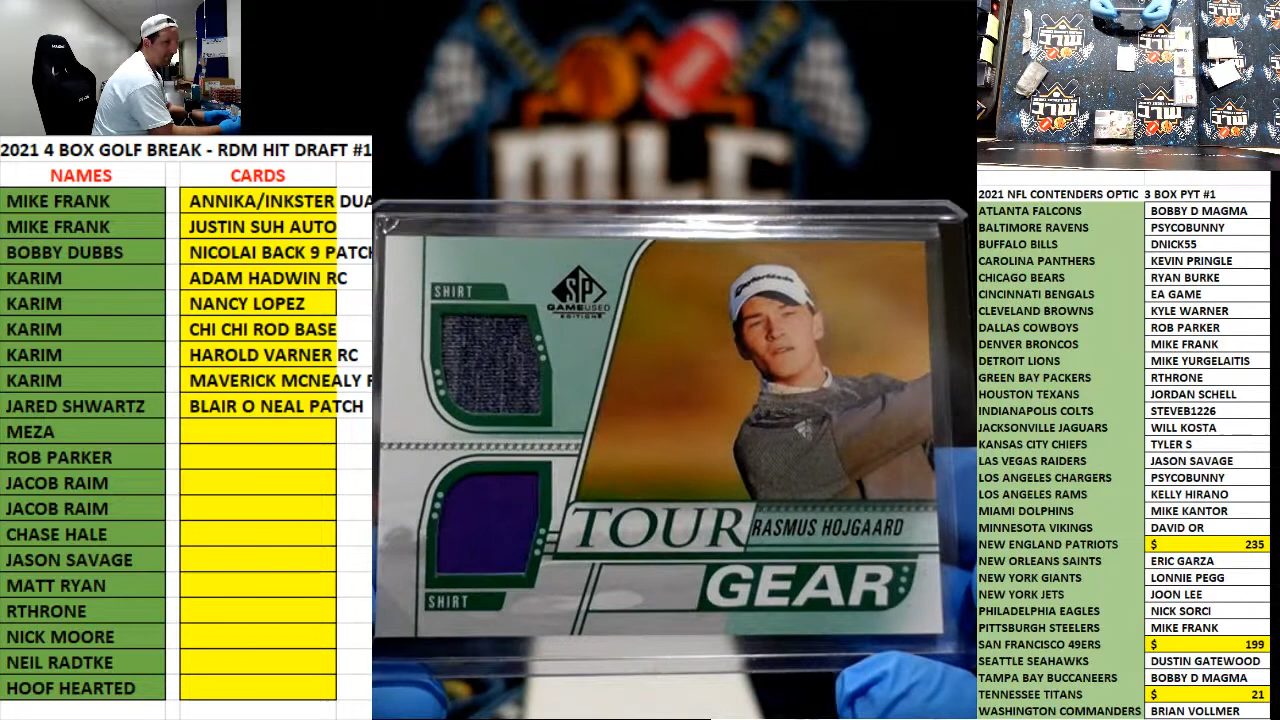 2021 4 BOX GOLF BREAK - RDM HIT DRAFT #1
NAMES CARDS
MIKE FRANK ANNIKA/INKSTER DUA
MIKE FRANK JUSTIN SUH AUTO
BOBBY DUBBS NICOLAI BACK 9 PATCH
KARIM ADAM HADWIN RC
KARIM NANCY LOPEZ
KARIM CHI CHI ROD BASE
KARIM HAROLD VARNER RC
KARIM MAVERICK MCNEALY
JARED SHWARTZ BLAIR O NEAL PATCH
MEZA
ROB PARKER
JACOB RAIM
JACOB RAIM
CHASE HALE
JASON SAVAGE
MATT RYAN
RTHRONE
NICK MOORE
NEIL RADTKE
HOOF HEARTED
MLC
SHIRT
SP
GAME USED
EDITION
TaylorMade
TOUR RASMUS HOJGAARD
GEAR
SHIRT
2021 NFL CONTENDERS OPTIC 3 BOX PYT #1
ATLANTA FALCONS BOBBY D MAGMA
BALTIMORE RAVENS PSYCOBUNNY
BUFFALO BILLS DNICK55
CAROLINA PANTHERS KEVIN PRINGLE
CHICAGO BEARS RYAN BURKE
CINCINNATI BENGALS EA GAME
CLEVELAND BROWNS KYLE WARNER
DALLAS COWBOYS ROB PARKER
DENVER BRONCOS MIKE FRANK
DETROIT LIONS MIKE YURGELAITIS
GREEN BAY PACKERS RTHRONE
HOUSTON TEXANS JORDAN SCHELL
INDIANAPOLIS COLTS STEVEB1226
JACKSONVILLE JAGUARS WILL KOSTA
KANSAS CITY CHIEFS TYLER S
LAS VEGAS RAIDERS JASON SAVAGE
LOS ANGELES CHARGERS PSYCOBUNNY
LOS ANGELES RAMS KELLY HIRANO
MIAMI DOLPHINS MIKE KANTOR
MINNESOTA VIKINGS DAVID OR
NEW ENGLAND PATRIOTS $ 235
NEW ORLEANS SAINTS ERIC GARZA
NEW YORK GIANTS LONNIE PEGG
NEW YORK JETS JOON LEE
PHILADELPHIA EAGLES NICK SORCI
PITTSBURGH STEELERS MIKE FRANK
SAN FRANCISCO 49ERS $ 199
SEATTLE SEAHAWKS DUSTIN GATEWOOD
TAMPA BAY BUCCANEERS BOBBY D MAGMA
TENNESSEE TITANS $ 21
WASHINGTON COMMANDERS BRIAN VOLLMER